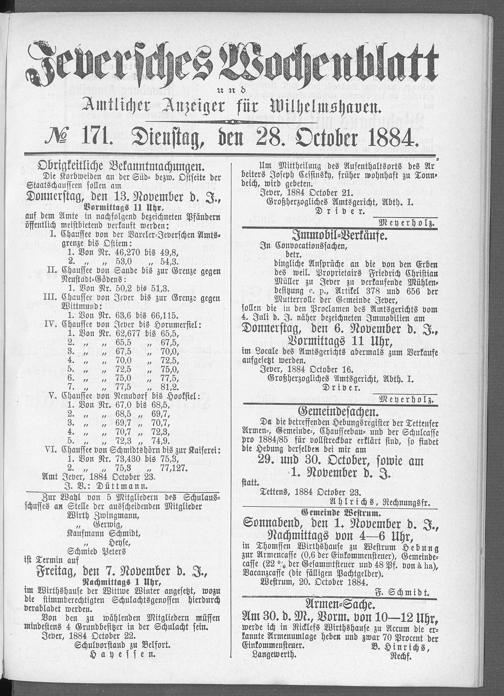 Jeversches Wochenblatt
und
Amtlicher Anzeiger für Wilhelmshaven.
№ 171. Dienstag, den 28. October 1884.
Obrigkeitliche Bekanntmachungen.
Die Korbweiden an der Süd- bezw. Ostseite der
Staatschausseen sollen am
Donnerstag, den 13. November d. J.,
Vormittags 11 Uhr,
auf dem Amte in nachfolgend bezeichneten Pfändern
öffentlich meistbietend verkauft werden:
I. Chaussee von der Vareler-Jeverschen Amts-
grenze bis Ostiem:
1. Von Nr. 46,270 bis 49,8,
2. „ „ 53,0 „ 54,3.
II. Chaussee von Sande bis zur Grenze gegen
Neustadt-Gödens:
1. Von Nr. 50,2 bis 51,3.
III. Chaussee von Jever bis zur Grenze gegen
Wittmund:
1. Von Nr. 63,6 bis 66,115.
IV. Chaussee von Jever bis Horumersiel:
1. Von Nr. 62,677 bis 65,5,
2. „ „ 65,5 „ 67,5,
3. „ „ 67,5 „ 70,0,
4. „ „ 70,0 „ 72,5,
5. „ „ 72,5 „ 75,0,
6. „ „ 75,0 „ 77,5,
7. „ „ 77,5 „ 81,2.
V. Chaussee von Renndorf bis Hooksiel:
1. Von Nr. 67,0 bis 68,5,
2. „ „ 68,5 „ 69,7,
3. „ „ 69,7 „ 70,7,
4. „ „ 70,7 „ 72,3,
5. „ „ 72,3 „ 74,9.
VI. Chaussee von Schmidtshörn bis zur Kaiserei:
1. Von Nr. 73,430 bis 75,3,
2. „ „ 75,3 „ 77,127.
Amt Jever, 1884 October 23.
J. V.: Düttmann.
Zur Wahl von 5 Mitgliedern des Schulaus-
schusses an Stelle der ausscheidenden Mitglieder
Wirth Zwingmann,
„ Gerwig,
Kaufmann Schmidt,
„ Heyse,
Schmied Peters
ist Termin auf
Freitag, den 7. November d. J.,
Nachmittags 1 Uhr,
im Wirthshause der Wittwe Winter angesetzt, wozu
die stimmberechtigten Schulachtsgenossen hierdurch
verabladet werden.
Von den zu wählenden Mitgliedern müssen
mindestens 4 Grundbesitzer in der Schulacht sein.
Jever, 1884 October 22.
Schulvorstand zu Belfort.
Hayessen.
Um Mittheilung des Aufenthaltsorts des Ar
beiters Joseph Cessinsky, früher wohnhaft zu Tonn-
deich, wird gebeten.
Jever, 1884 October 21.
Großherzogliches Amtsgericht, Abth. I.
Driver.
Meyerholz.
Immobil-Verkäufe.
In Convocationssachen,
betr.
dingliche Ansprüche an die von den Erben
des weil. Proprietairs Friedrich Christian
Müller zu Jever zu verkaufende Mühlen-
besitzung c. p., Artikel 378 und 656 der
Mutterrolle der Gemeinde Jever,
sollen die in den Proclamen des Amtsgerichts vom
4. Juli d. J. näher bezeichneten Immobilien am
Donnerstag, den 6. November d. J.,
Vormittags 11 Uhr,
im Locale des Amtsgerichts abermals zum Verkaufe
aufgesetzt werden.
Jever, 1884 October 16.
Großherzogliches Amtsgericht, Abth. I.
Driver.
Meyerholz.
Gemeindesachen.
Da die betreffenden Hebungsregister der Tettenser
Armen-, Gemeinde-, Chausseebau- und der Schulcasse
pro 1884/85 für vollstreckbar erklärt sind, so findet
die Hebung derselben bei mir am
29. und 30. October, sowie am
1. November d. J.
statt.
Tettens, 1884 October 23.
Ahlrichs, Rechnungsfr.
Gemeinde Westrum.
Sonnabend, den 1. November d. J.,
Nachmittags von 4—6 Uhr,
in Thomssen Wirthshause zu Westrum Hebung
zur Armencasse (0,6 der Einkommensteuer), Gemeinde-
casse (22 % der Gesammtsteuer und 48 Pf. von à ha),
Vacanzcasse (die fälligen Pachtgelder).
Westrum, 20. October 1884.
F. Schmidt.
Armen-Sache.
Am 30. d. M., Vorm. von 10—12 Uhr,
werde ich in Ricklefs Wirthshause zu Accum die er-
kannte Armenumlage heben und zwar 70 Procent der
Einkommensteuer. B. Hinrichs,
Langewerth. Rechf.